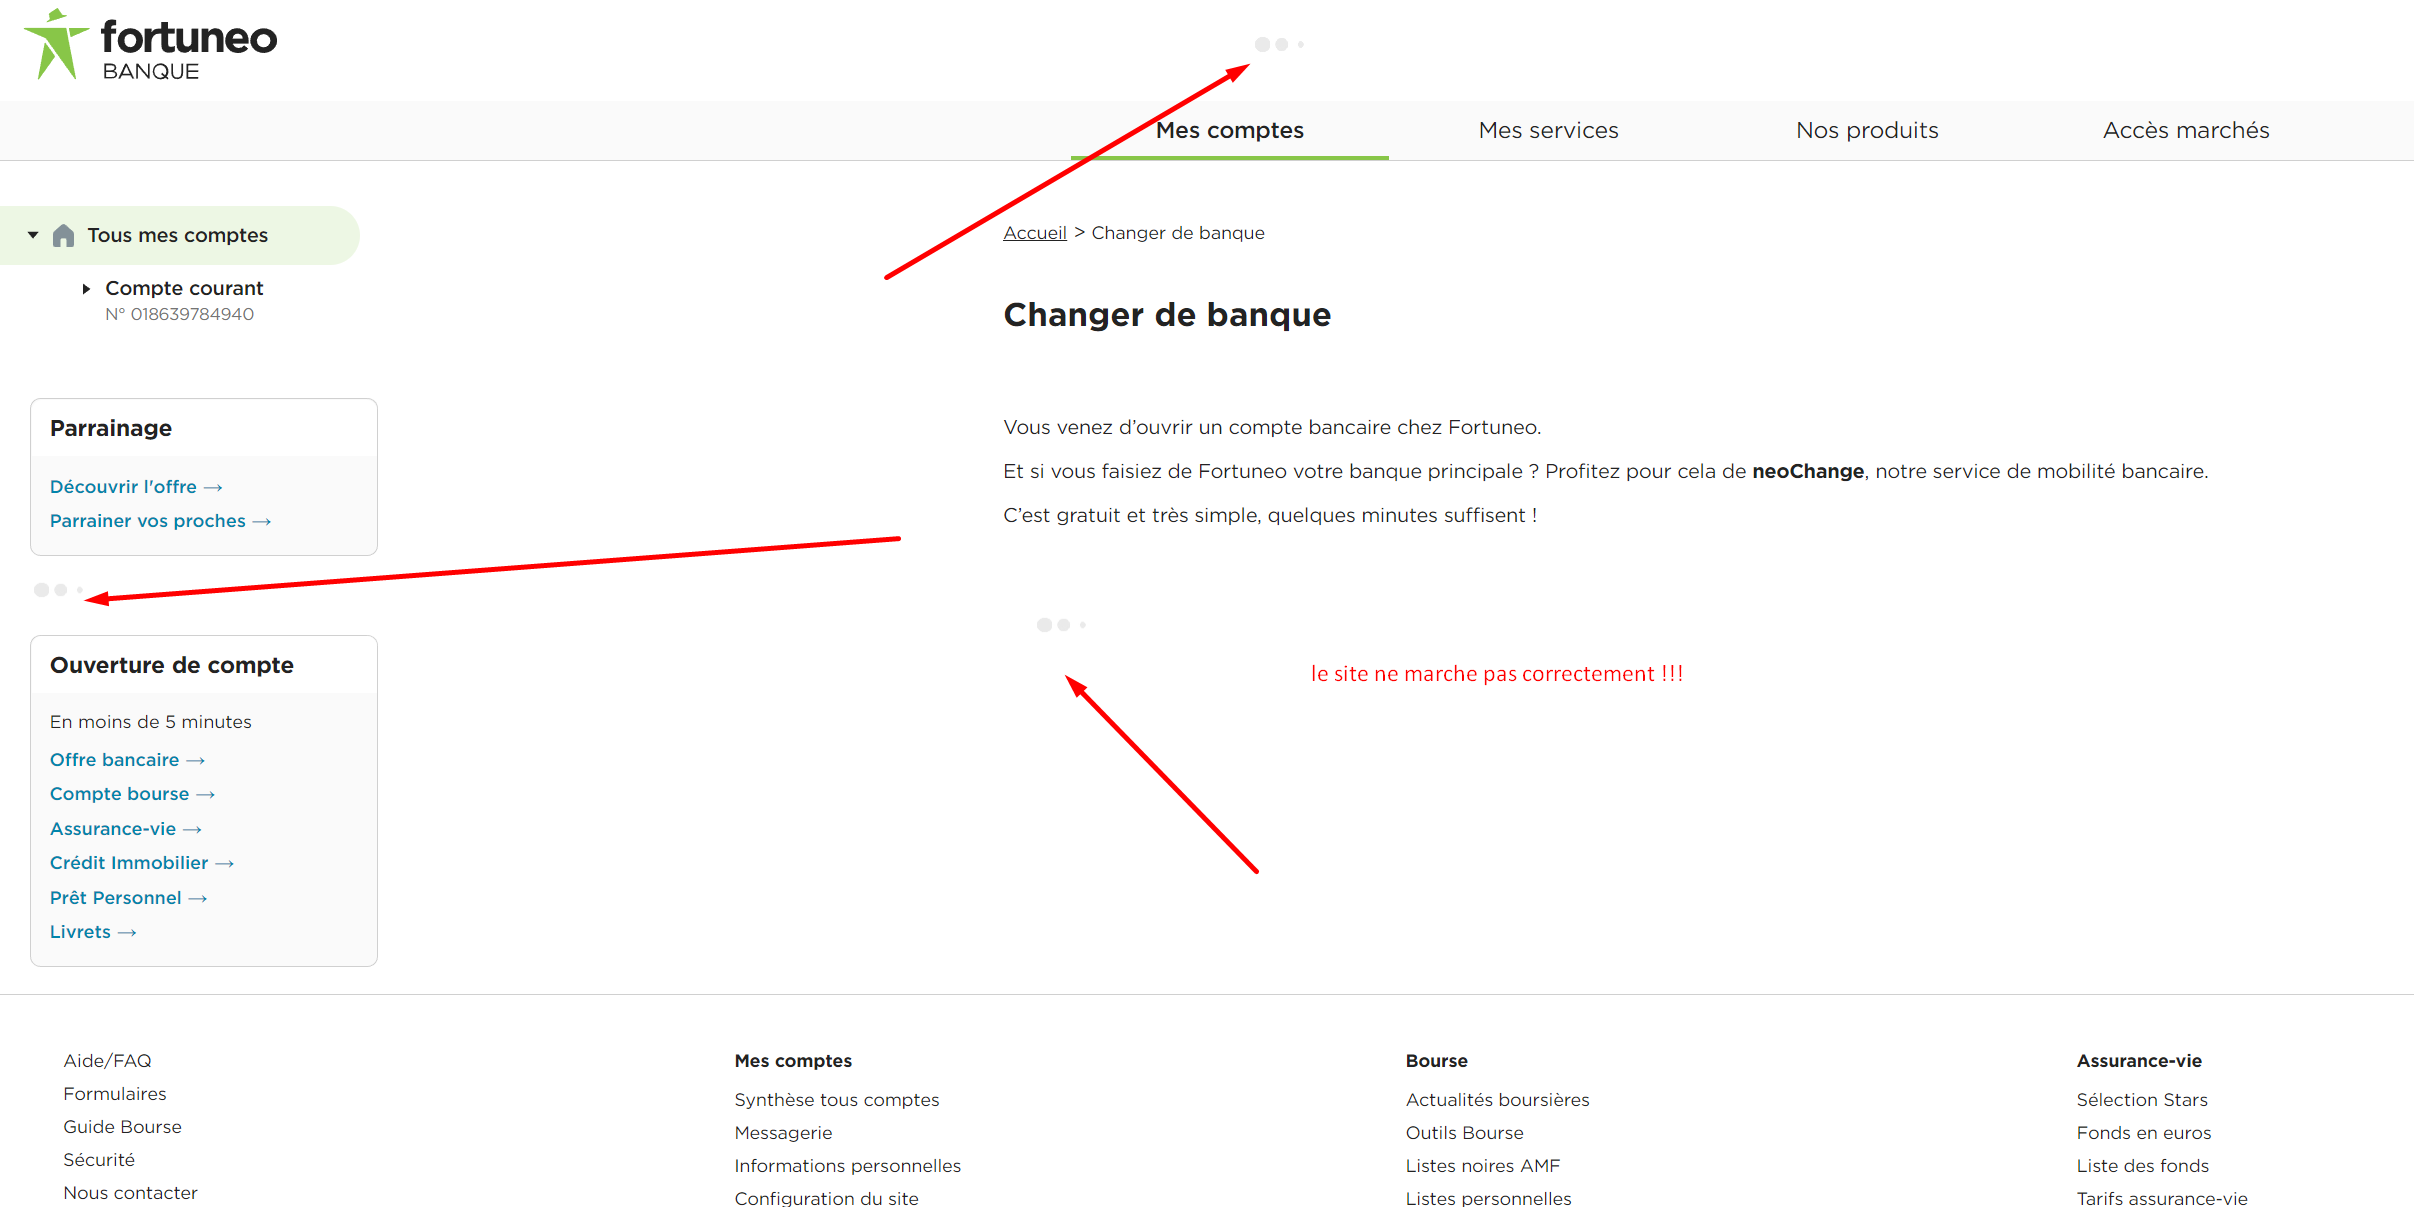 fortuneo
BANQUE
Mes comptes
Mes services
Nos produits
Accès marchés
Tous mes comptes
Compte courant
N° 018639784940
Parrainage
Découvrir l'offre →
Parrainer vos proches →
Ouverture de compte
En moins de 5 minutes
Offre bancaire →
Compte bourse →
Assurance-vie →
Crédit Immobilier →
Prêt Personnel →
Livrets →
Accueil > Changer de banque
Changer de banque
Vous venez d’ouvrir un compte bancaire chez Fortuneo.
Et si vous faisiez de Fortuneo votre banque principale ? Profitez pour cela de neoChange, notre service de mobilité bancaire.
C’est gratuit et très simple, quelques minutes suffisent !
le site ne marche pas correctement !!!
Aide/FAQ
Formulaires
Guide Bourse
Sécurité
Nous contacter
Mes comptes
Synthèse tous comptes
Messagerie
Informations personnelles
Configuration du site
Bourse
Actualités boursières
Outils Bourse
Listes noires AMF
Listes personnelles
Assurance-vie
Sélection Stars
Fonds en euros
Liste des fonds
Tarifs assurance-vie